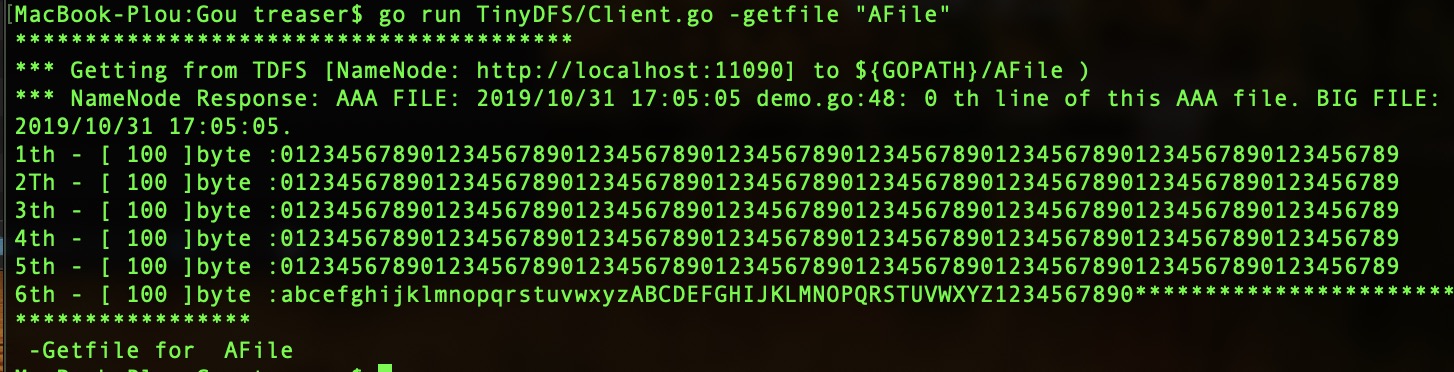 [MacBook-Plou:Gou treaser$ go run TinyDFS/Client.go -getfile "AFile"
****************************************
*** Getting from TDFS [NameNode: http://localhost:11090] to ${GOPATH}/AFile )
*** NameNode Response: AAA FILE: 2019/10/31 17:05:05 demo.go:48: 0 th line of this AAA file. BIG FILE:
2019/10/31 17:05:05.
1th - [ 100 ]byte :01234567890123456789012345678901234567890123456789012345678901234567890123456789
2Th - [ 100 ]byte :01234567890123456789012345678901234567890123456789012345678901234567890123456789
3th - [ 100 ]byte :01234567890123456789012345678901234567890123456789012345678901234567890123456789
4th - [ 100 ]byte :01234567890123456789012345678901234567890123456789012345678901234567890123456789
5th - [ 100 ]byte :01234567890123456789012345678901234567890123456789012345678901234567890123456789
6th - [ 100 ]byte :abcefghijklmnopqrstuvwxyzABCDEFGHIJKLMNOPQRSTUVWXYZ1234567890***********************
*****************
-Getfile for  AFile
MacBook-Plou:Gou treaser$